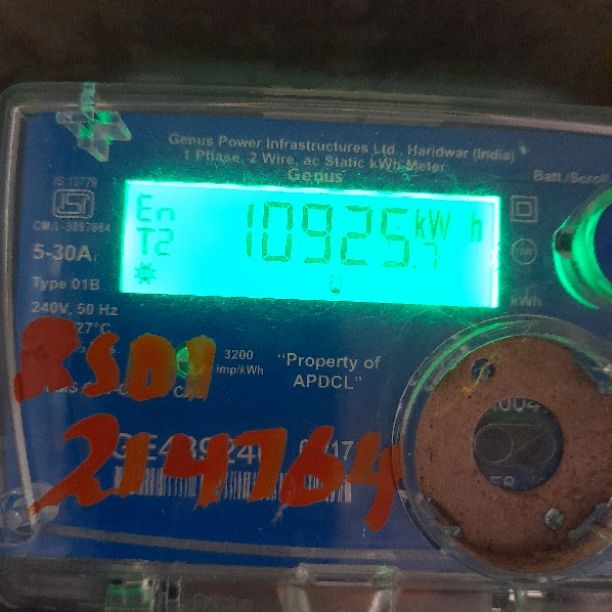 Genus Power Infrastructures Ltd., Haridwar (India)
1 Phase, 2 Wire, ac Static kWh Meter
Genus
Batt./Scroll
IS:13779
ISI
5-30A
Type 01B
240V, 50 Hz
27°C
En
T2
10925.7 kW h
kWh
3200
imp/kWh
"Property of
APDCL"
BSD1
214764